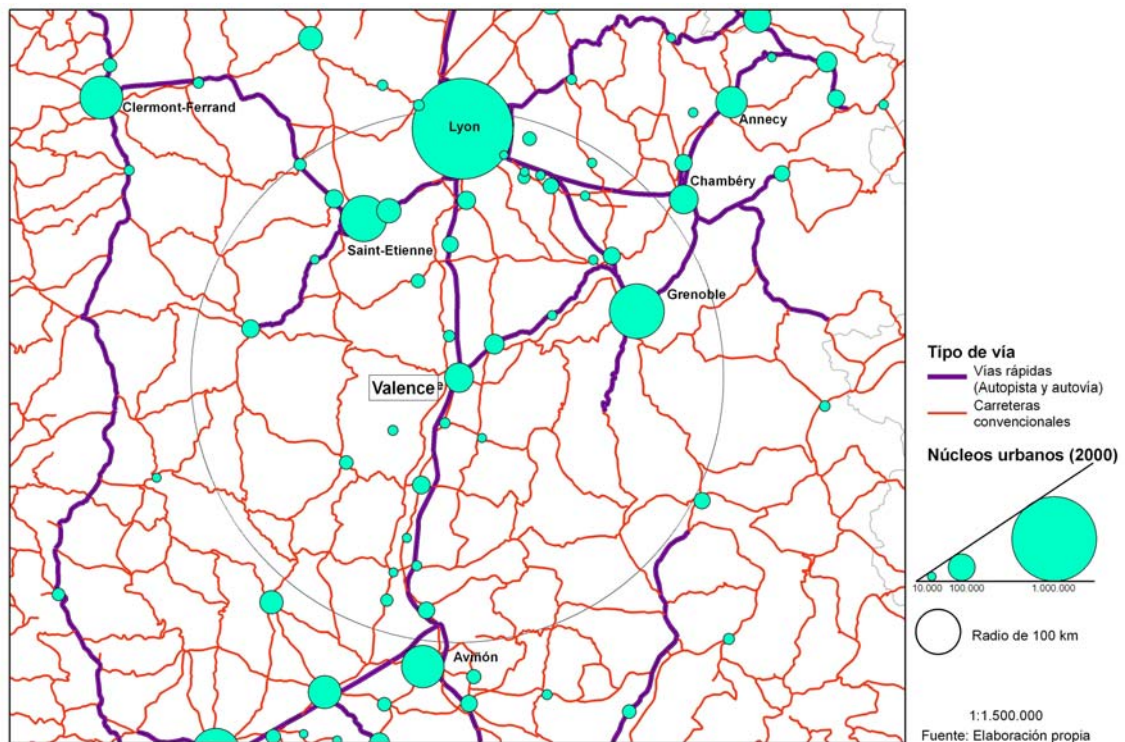 Clermont-Ferrand
Lyon
Annecy
Chambéry
Saint-Etienne
Grenoble
Valence
Aviñón
Tipo de vía
Vías rápidas
(Autopista y autovía)
Carreteras
convencionales
Núcleos urbanos (2000)
10.000 100.000 1.000.000
Radio de 100 km
1:1.500.000
Fuente: Elaboración propia